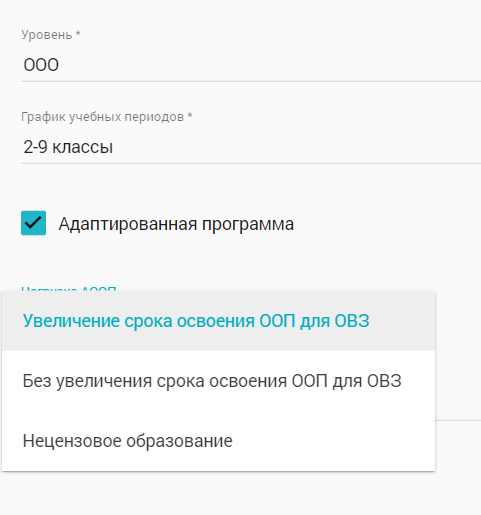 Уровень *
ООО
График учебных периодов *
2-9 классы
Адаптированная программа
Увеличение срока освоения ООП для ОВЗ
Без увеличения срока освоения ООП для ОВЗ
Нецензовое образование